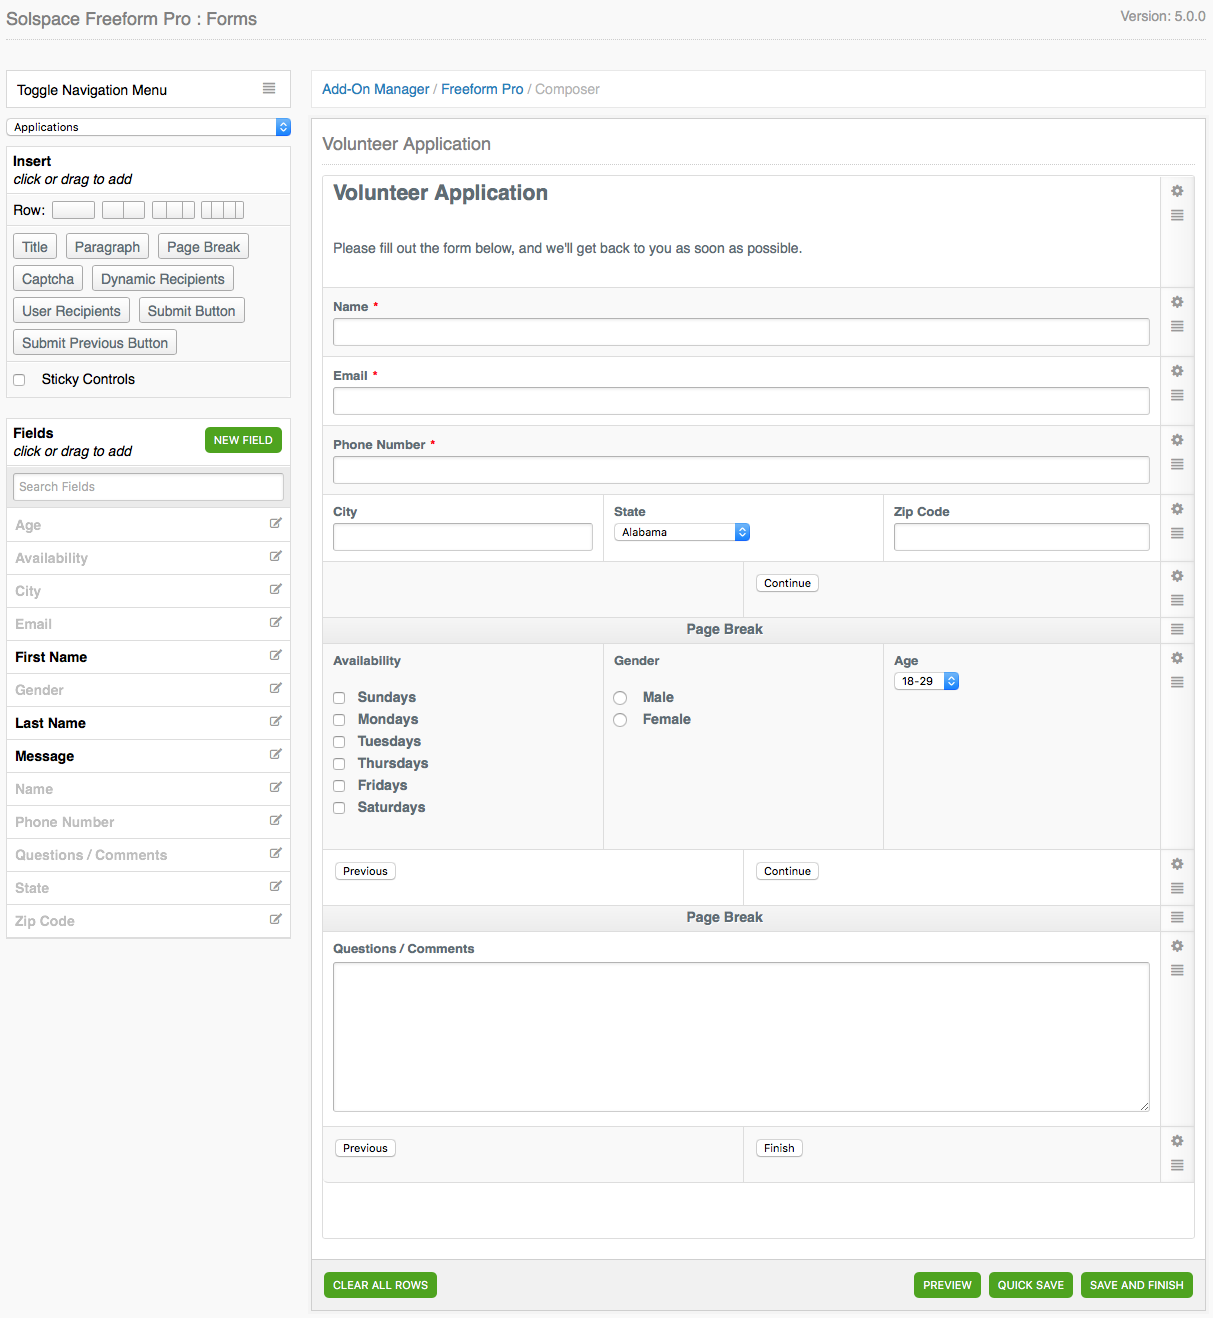 Solspace Freeform Pro : Forms
Version: 5.0.0
Toggle Navigation Menu
Applications
Insert
click or drag to add
Row:
Title
Paragraph
Page Break
Captcha
Dynamic Recipients
User Recipients
Submit Button
Submit Previous Button
Sticky Controls
Fields
click or drag to add
NEW FIELD
Search Fields
Age
Availability
City
Email
First Name
Gender
Last Name
Message
Name
Phone Number
Questions / Comments
State
Zip Code
Add-On Manager / Freeform Pro / Composer
Volunteer Application
Volunteer Application
Please fill out the form below, and we'll get back to you as soon as possible.
Name *
Email *
Phone Number *
City
State
Zip Code
Alabama
Continue
Page Break
Availability
Gender
Age
18-29
Sundays
Mondays
Tuesdays
Thursdays
Fridays
Saturdays
Male
Female
Previous
Continue
Page Break
Questions / Comments
Previous
Finish
CLEAR ALL ROWS
PREVIEW
QUICK SAVE
SAVE AND FINISH